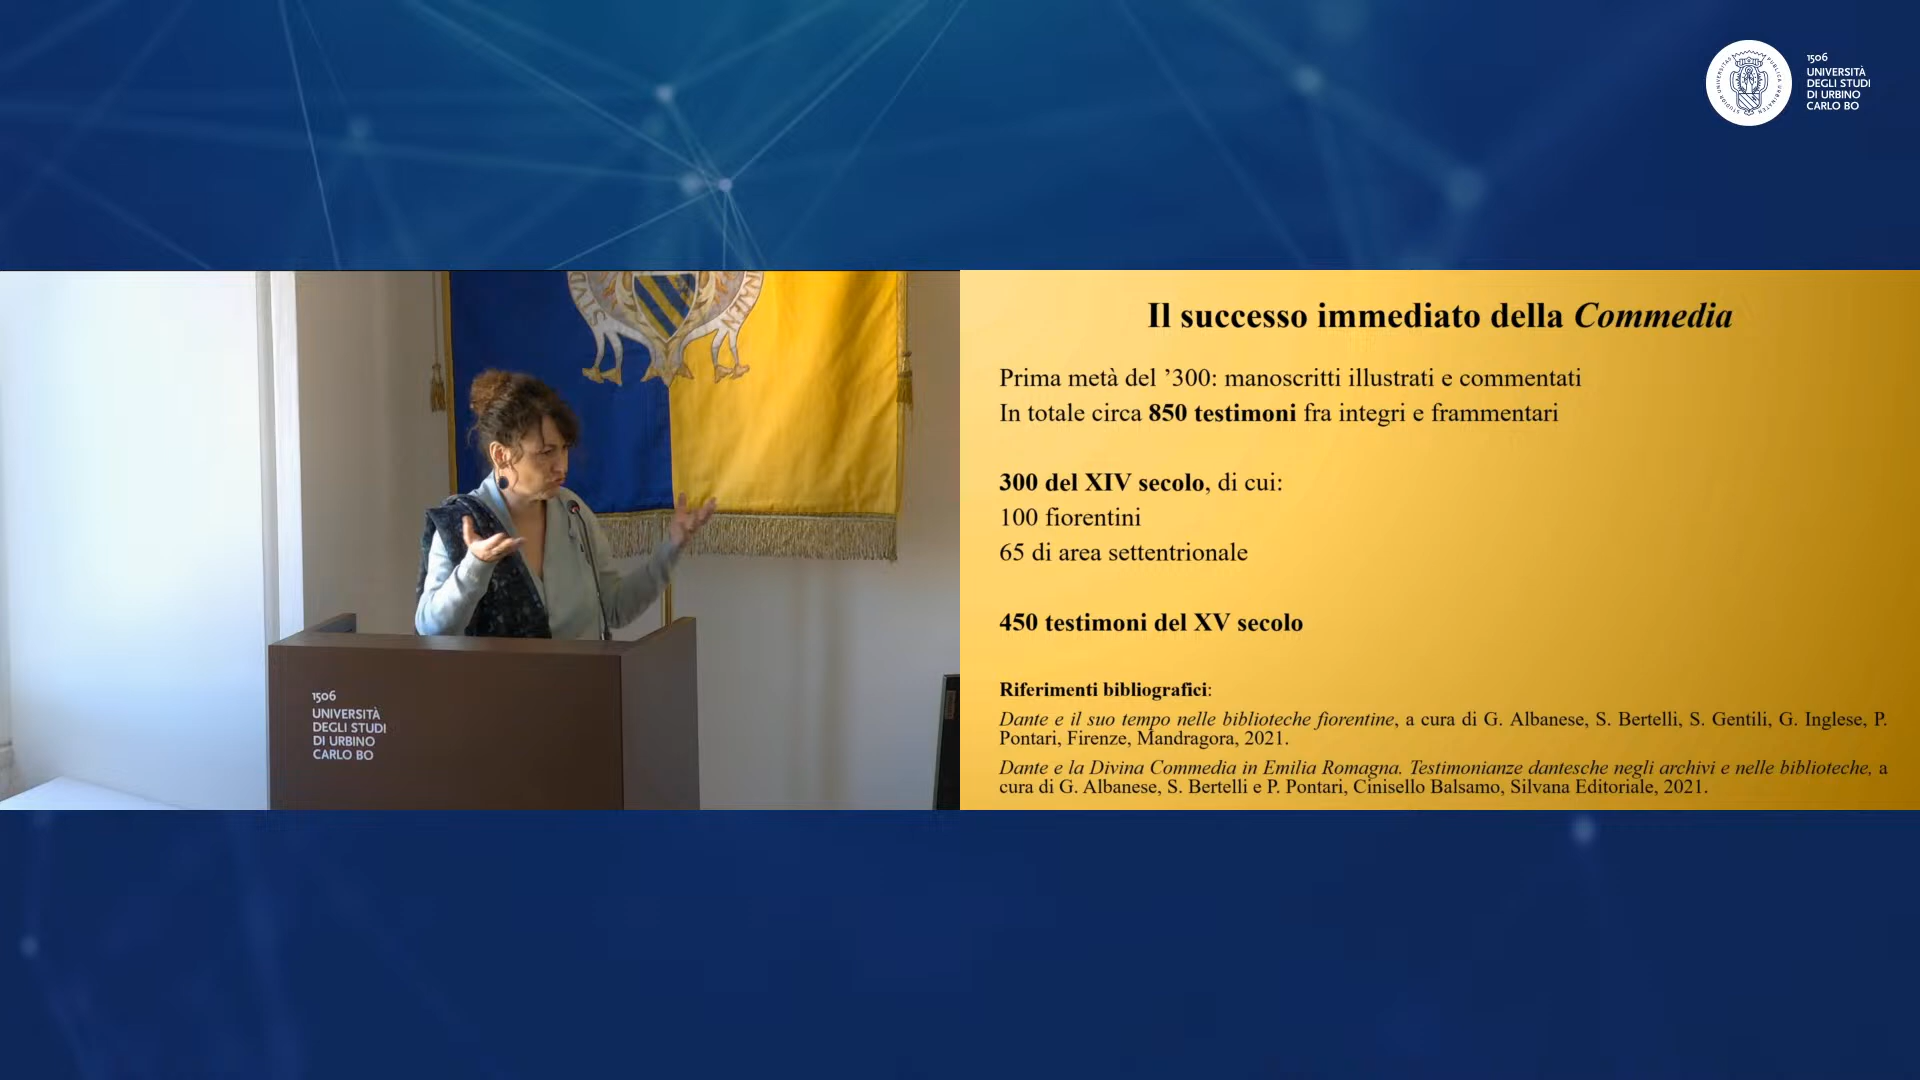 1506
UNIVERSITÀ
DEGLI STUDI
DI URBINO
CARLO BO
Il successo immediato della Commedia
Prima metà del ’300: manoscritti illustrati e commentati
In totale circa 850 testimoni fra integri e frammentari
300 del XIV secolo, di cui:
100 fiorentini
65 di area settentrionale
450 testimoni del XV secolo
Riferimenti bibliografici:
Dante e il suo tempo nelle biblioteche fiorentine, a cura di G. Albanese, S. Bertelli, S. Gentili, G. Inglese, P.
Pontari, Firenze, Mandragora, 2021.
Dante e la Divina Commedia in Emilia Romagna. Testimonianze dantesche negli archivi e nelle biblioteche, a
cura di G. Albanese, S. Bertelli e P. Pontari, Cinisello Balsamo, Silvana Editoriale, 2021.
1506
UNIVERSITÀ
DEGLI STUDI
DI URBINO
CARLO BO